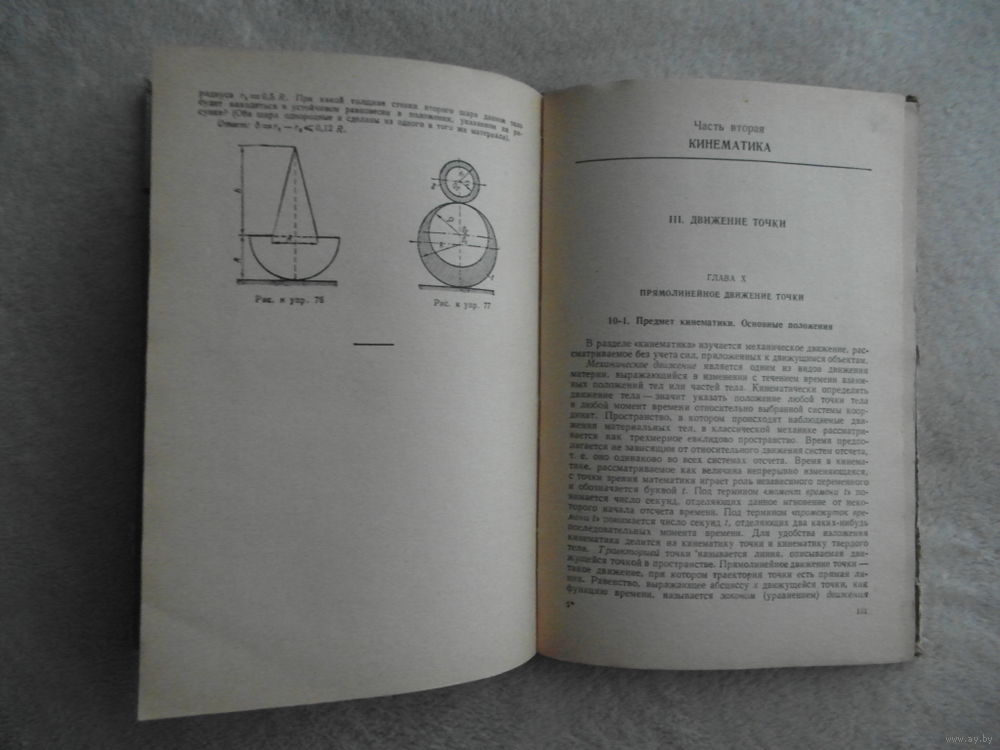 радиуса r₁ = 0,5 R. При какой толщине стенки второго шара данное тело
будет находиться в устойчивом равновесии в положении, указанном на ри-
сунке? (Оба шара однородные и сделаны из одного и того же материала).
Ответ: r₁ — r₂ ⩽ 0,12 R.
Рис. к упр. 76
Рис. к упр. 77
Часть вторая
КИНЕМАТИКА
III. ДВИЖЕНИЕ ТОЧКИ
ГЛАВА X
ПРЯМОЛИНЕЙНОЕ ДВИЖЕНИЕ ТОЧКИ
10-1. Предмет кинематики. Основные положения
В разделе «кинематика» изучается механическое движение, рас-
сматриваемое без учета сил, приложенных к движущимся объектам.
Механическое движение является одним из видов движения
материи, выражающийся в изменении с течением времени взаим-
ных положений тел или частей тела. Кинематически определить
движение тела — значит указать положение любой точки тела
в любой момент времени относительно выбранной системы коор-
динат. Пространство, в котором происходят наблюдаемые дви-
жения материальных тел, в классической механике рассматри-
вается как трехмерное евклидово пространство. Время предпо-
лагается не зависящим от относительного движения систем отсчета,
т. е. оно одинаково во всех системах отсчета. Время в кинема-
тике, рассматриваемое как величина непрерывно изменяющаяся,
с точки зрения математики играет роль независимого переменного
и обозначается буквой t. Под термином «момент времени t» по-
нимается число секунд, отделяющих данное мгновение от неко-
торого начала отсчета времени. Под термином «промежуток вре-
мени t» понимается число секунд t, отделяющих два каких-нибудь
последовательных момента времени. Для удобства изложения
кинематика делится на кинематику точки и кинематику твердого
тела. Траекторией точки называется линия, описываемая дви-
жущейся точкой в пространстве. Прямолинейное движение точки —
такое движение, при котором траектория точки есть прямая ли-
ния. Равенство, выражающее абсциссу x движущейся точки, как
функцию времени, называется законом (уравнением) движения
5*
131
www.ay.by